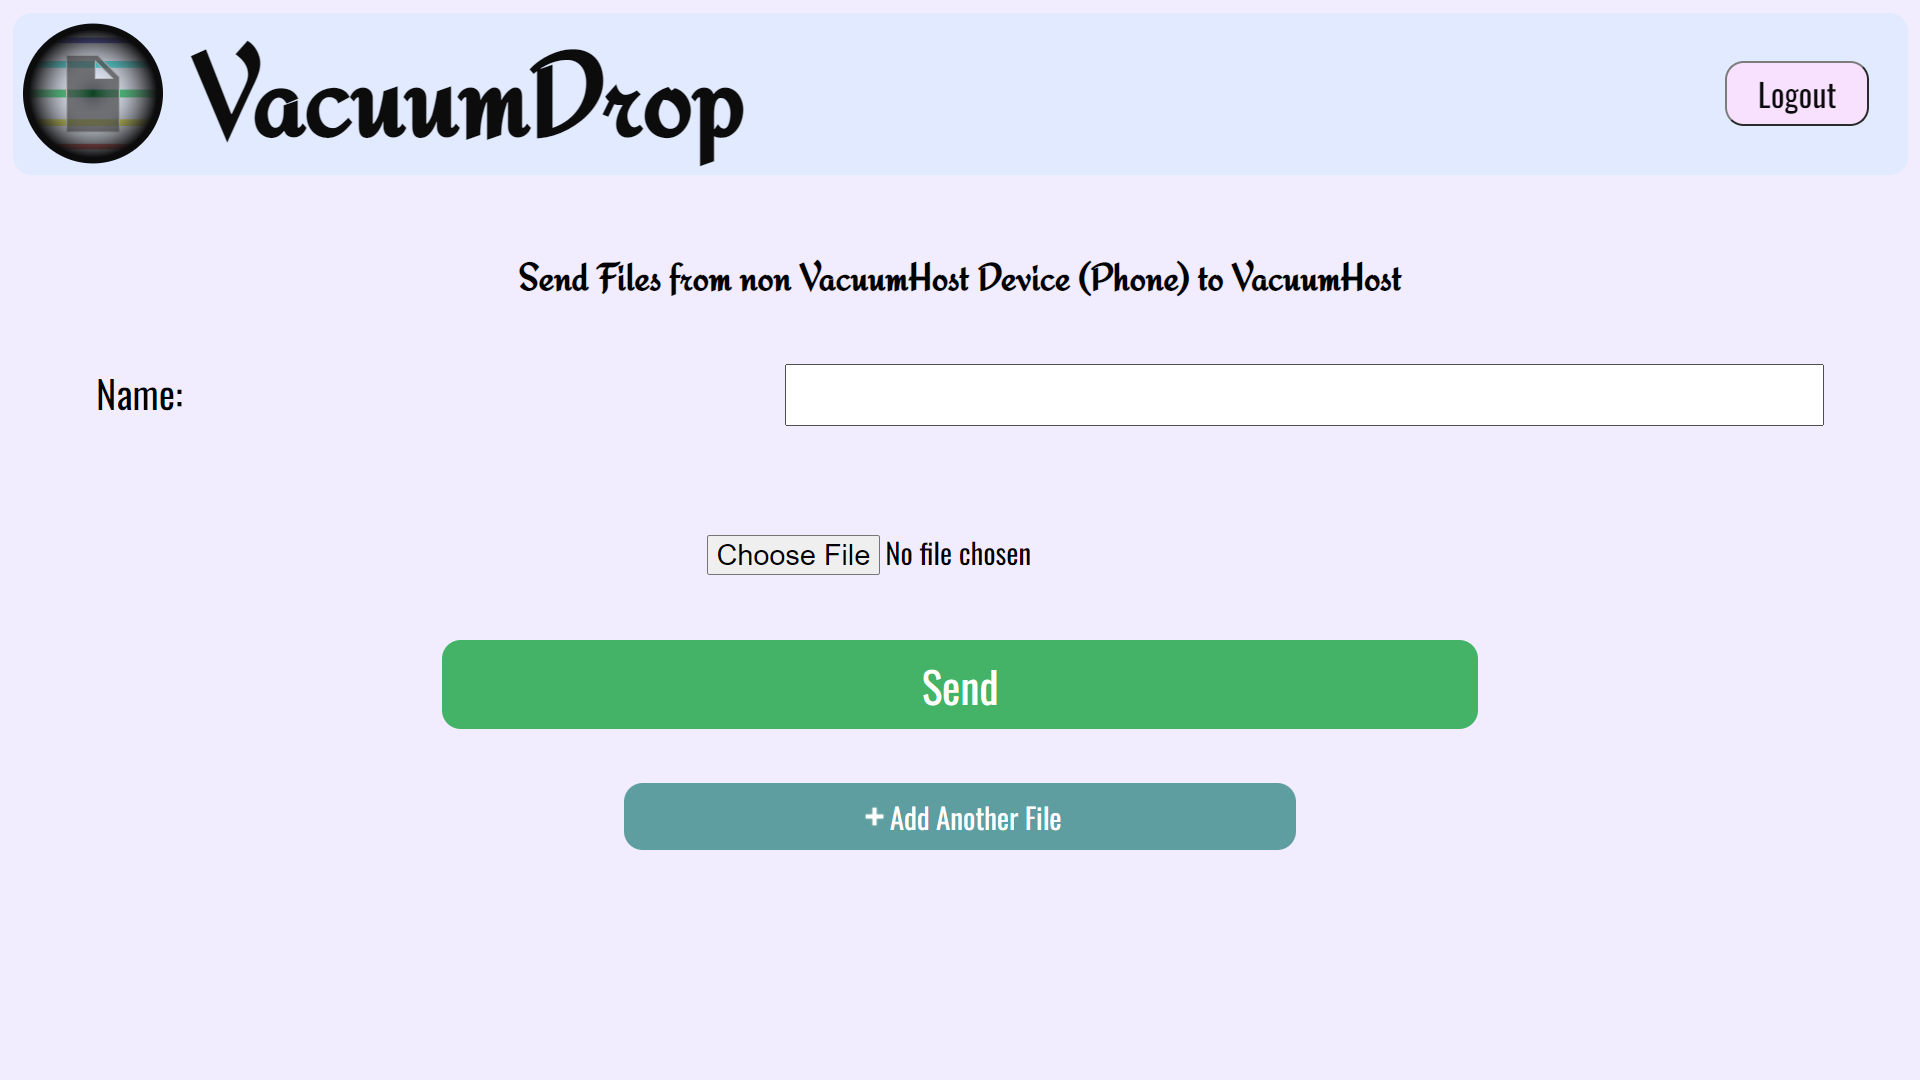 VacuumDrop
Logout
Send Files from non VacuumHost Device (Phone) to VacuumHost
Name:
Choose File No file chosen
Send
+ Add Another File